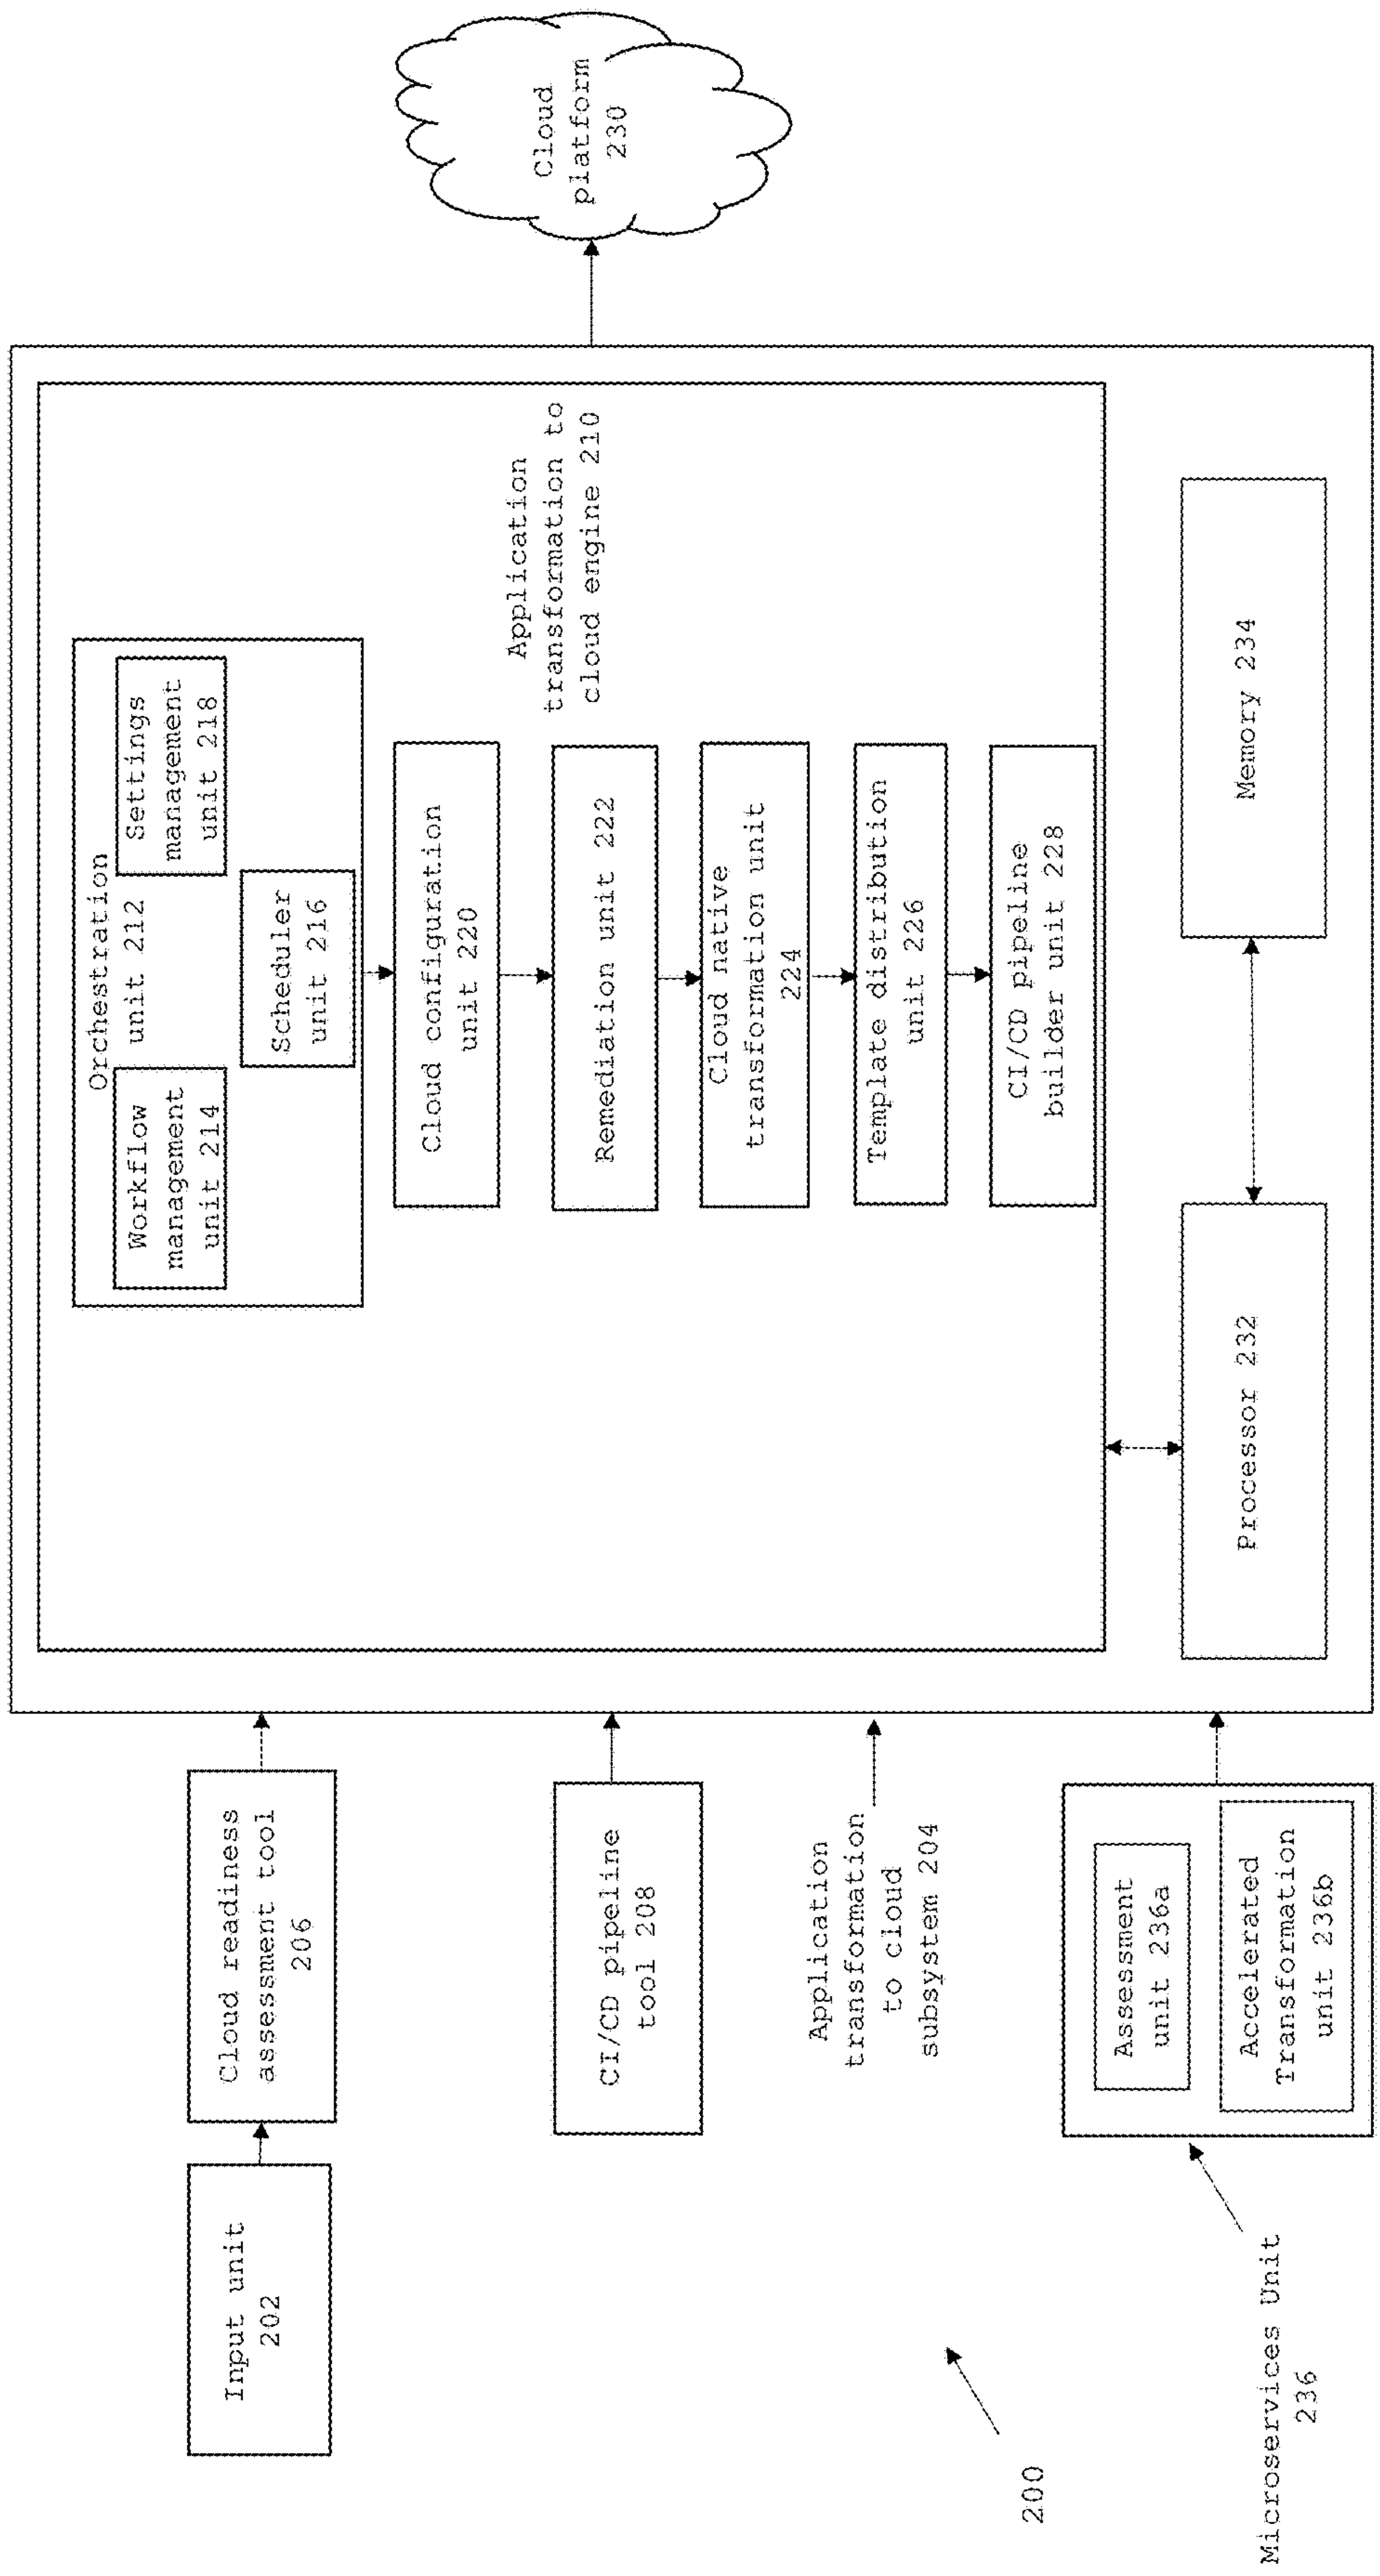 Input unit
202
Cloud readiness
assessment tool
206
CI/CD pipeline
tool 208
Application
transformation
to cloud
subsystem 204
Assessment
unit 236a
Accelerated
Transformation
unit 236b
Microservices Unit
236
200
Orchestration
unit 212
Workflow
management
unit 214
Settings
management
unit 218
Scheduler
unit 216
Cloud configuration
unit 220
Remediation unit 222
Cloud native
transformation unit
224
Template distribution
unit 226
CI/CD pipeline
builder unit 228
Application
transformation to
cloud engine 210
Processor 232
Memory 234
Cloud
platform
230